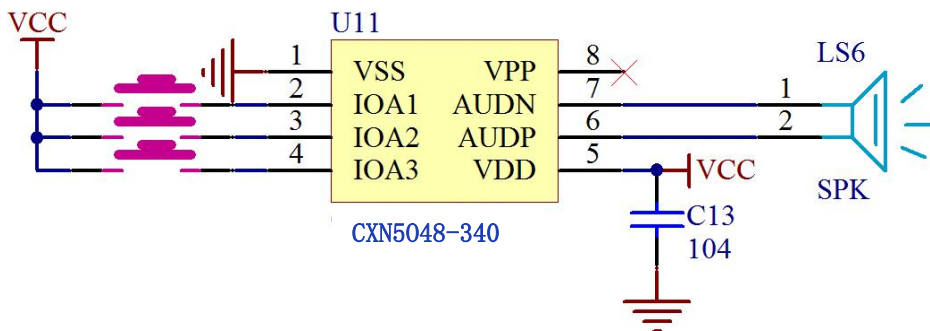 VCC
U11
1
VSS
VPP
8
2
IOA1
AUDN
7
1
LS6
3
IOA2
AUDP
6
2
4
IOA3
VDD
5
VCC
SPK
CXN5048-340
C13
104